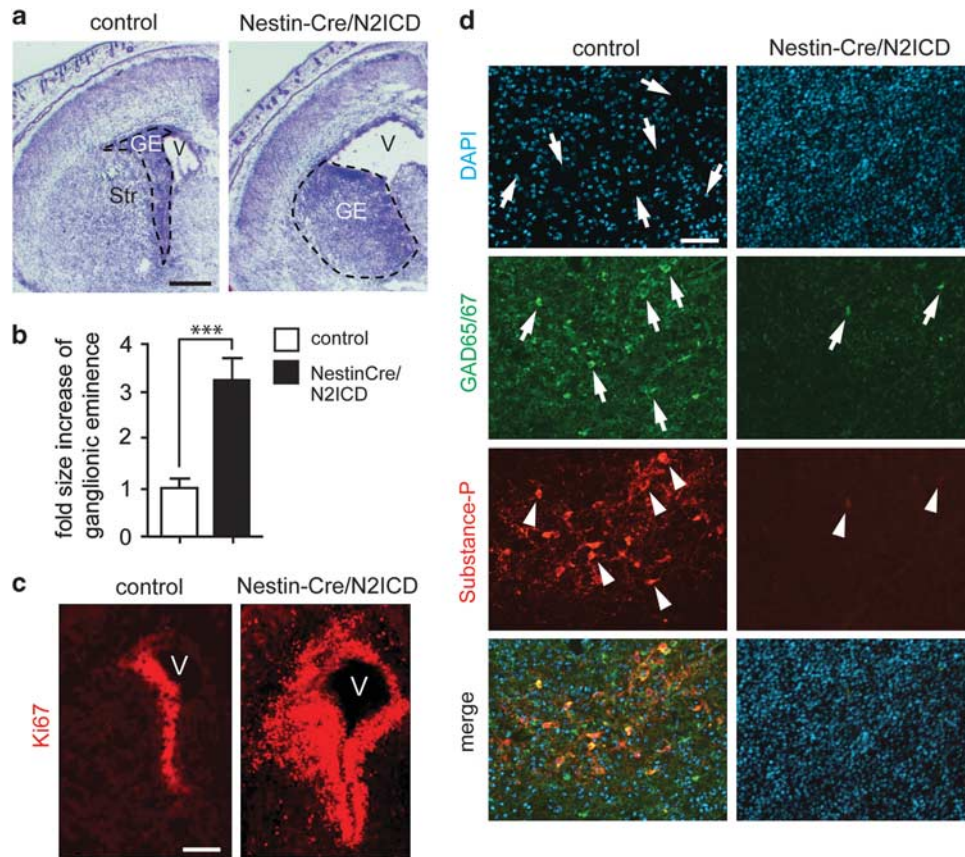 a
control
Nestin-Cre/N2ICD
GE
V
Str
V
GE
b
fold size increase of
ganglionic eminence
4
3
2
1
0
***
control
NestinCre/
N2ICD
c
control
Nestin-Cre/N2ICD
Ki67
V
V
d
control
Nestin-Cre/N2ICD
DAPI
GAD65/67
Substance-P
merge